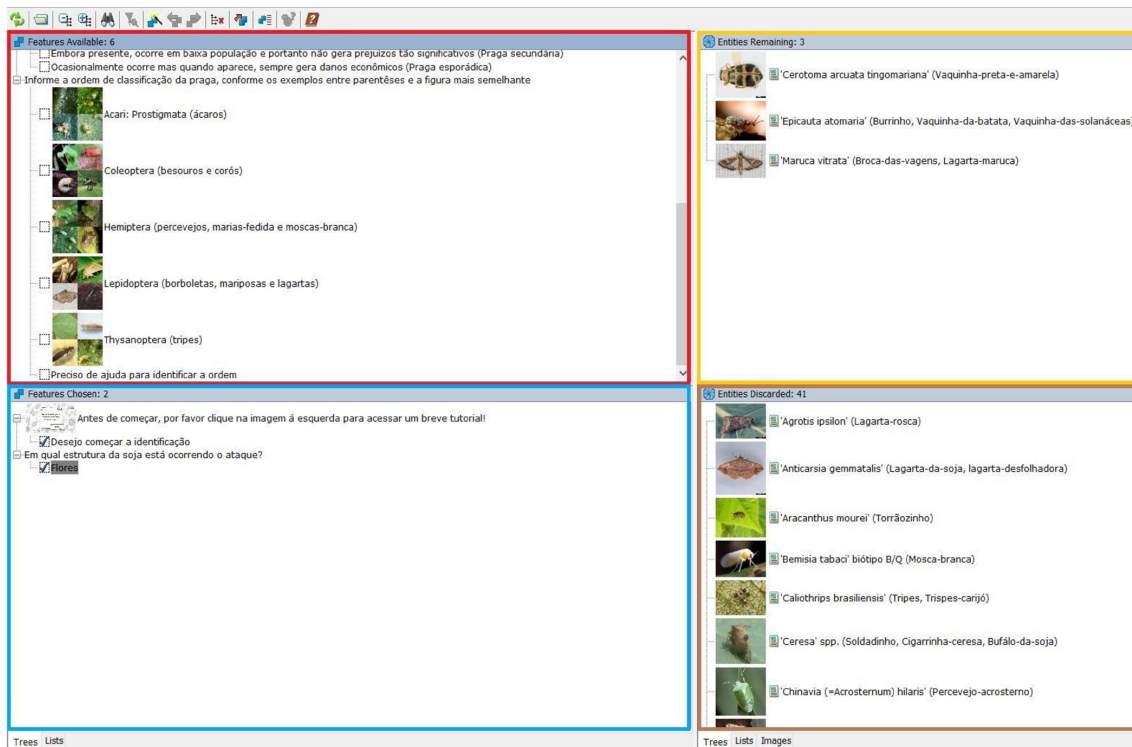 Features Available: 6
Embora presente, ocorre em baixa população e portanto não gera prejuizos tão significativos (Praga secundária)
Ocasionalmente ocorre mas quando aparece, sempre gera danos econômicos (Praga esporádica)
Informe a ordem de classificação da praga, conforme os exemplos entre parentêses e a figura mais semelhante
Acari: Prostigmata (ácaros)
Coleoptera (besouros e corós)
Hemiptera (percevejos, marias-fedida e moscas-branca)
Lepidoptera (borboletas, mariposas e lagartas)
Thysanoptera (tripes)
Preciso de ajuda para identificar a ordem
Features Chosen: 2
Antes de começar, por favor clique na imagem á esquerda para acessar um breve tutorial!
Desejo começar a identificação
Em qual estrutura da soja está ocorrendo o ataque?
Flores
Trees Lists
Entities Remaining: 3
'Cerotoma arcuata tingomariana' (Vaquinha-preta-e-amarela)
'Epicauta atomaria' (Burrinho, Vaquinha-da-batata, Vaquinha-das-solanáceas)
'Maruca vitrata' (Broca-das-vagens, Lagarta-maruca)
Entities Discarded: 41
'Agrotis ipsilon' (Lagarta-rosca)
'Anticarsia gemmatalis' (Lagarta-da-soja, lagarta-desfolhadora)
'Aracanthus mourei' (Torrãozinho)
'Bemisia tabaci' biótipo B/Q (Mosca-branca)
'Caliothrips brasiliensis' (Tripes, Trispes-carijó)
'Ceresa' spp. (Soldadinho, Cigarrinha-ceresa, Bufálo-da-soja)
'Chinavia (=Acrosternum) hilaris' (Percevejo-acrosterno)
Trees Lists Images